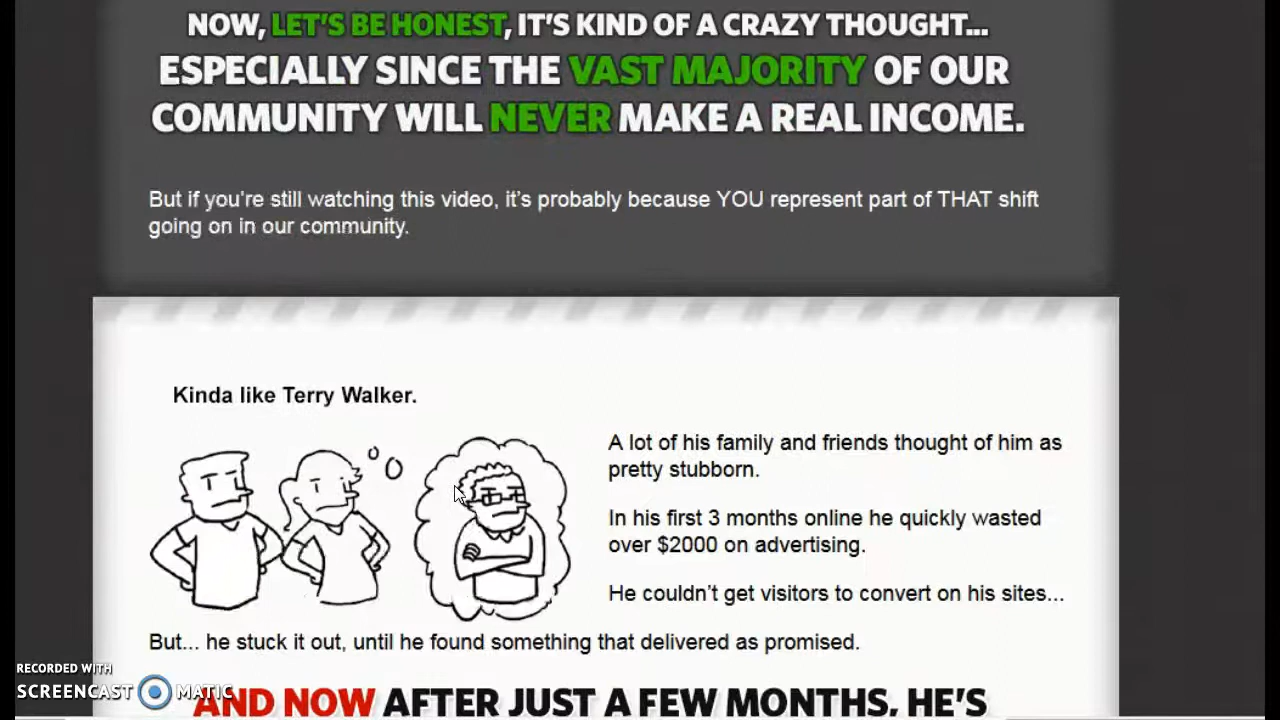 NOW, LET'S BE HONEST, IT'S KIND OF A CRAZY THOUGHT...
ESPECIALLY SINCE THE VAST MAJORITY OF OUR
COMMUNITY WILL NEVER MAKE A REAL INCOME.
But if you're still watching this video, it's probably because YOU represent part of THAT shift
going on in our community.
Kinda like Terry Walker.
A lot of his family and friends thought of him as
pretty stubborn.
In his first 3 months online he quickly wasted
over $2000 on advertising.
He couldn't get visitors to convert on his sites...
But... he stuck it out, until he found something that delivered as promised.
RECORDED WITH
SCREENCAST MATIC
AND NOW AFTER JUST A FEW MONTHS, HE'S